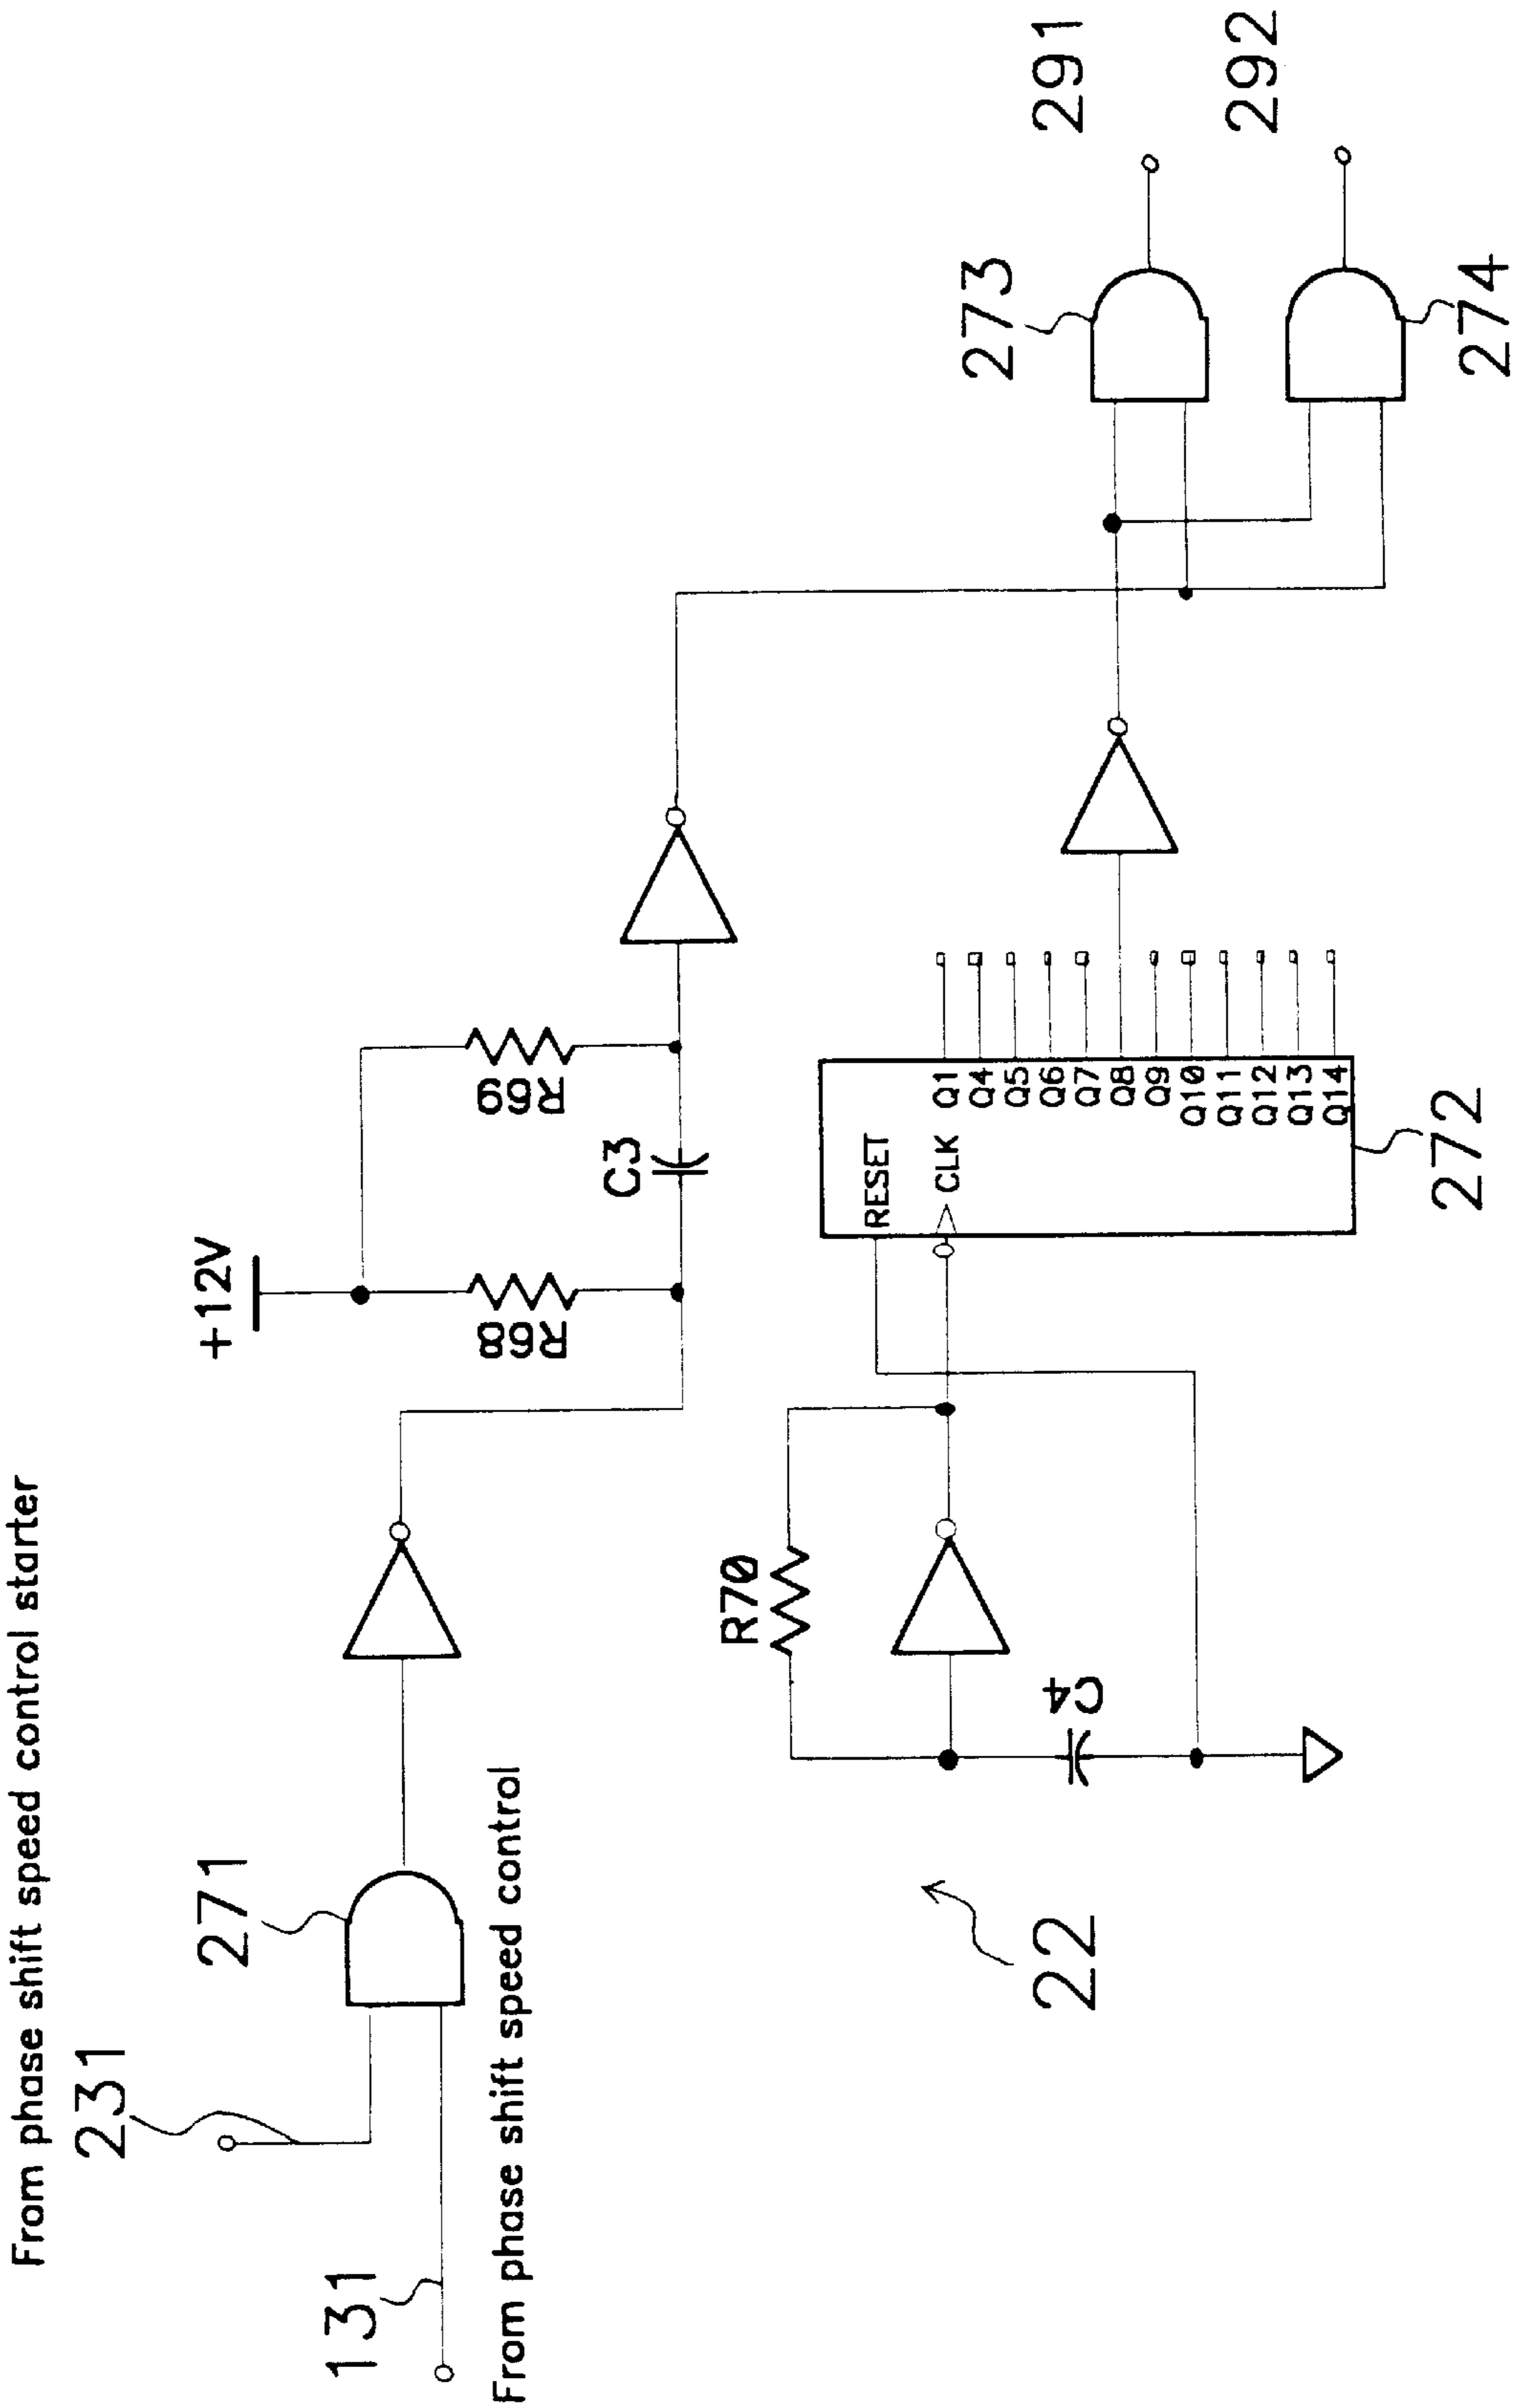 From phase shift speed control starter
231
271
131
From phase shift speed control
+12V
R68
R69
C3
R70
C4
22
RESET
CLK
Q1
Q4
Q5
Q6
Q7
Q8
Q9
Q10
Q11
Q12
Q13
Q14
272
273
274
291
292